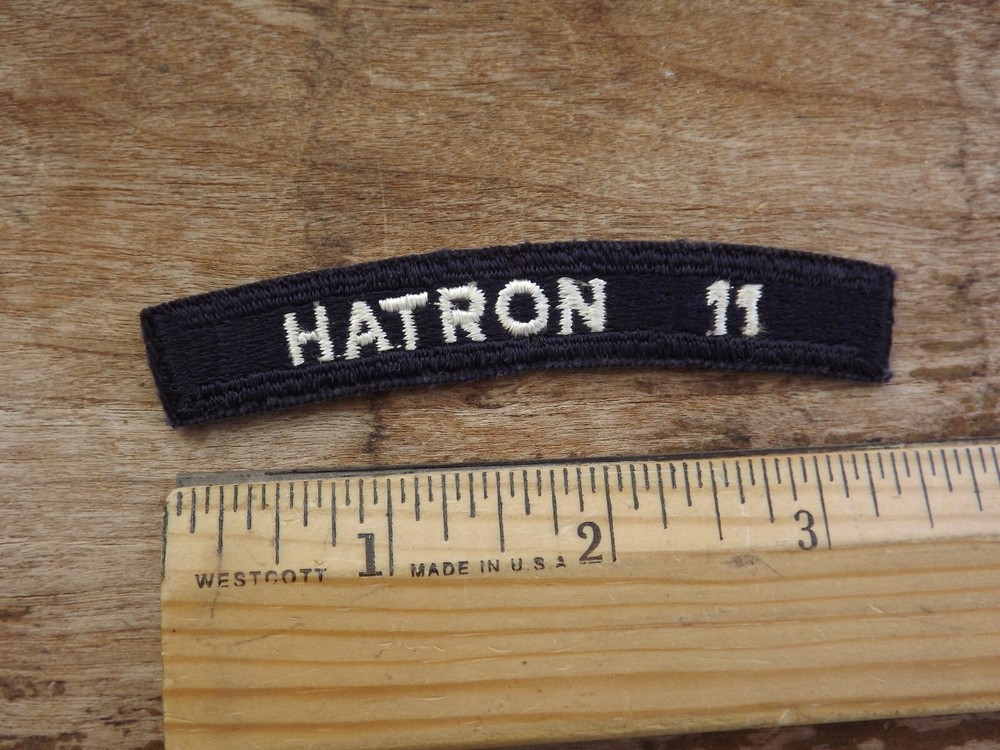 HATRON 11
1 2 3
WESTCOTT MADE IN U.S.A